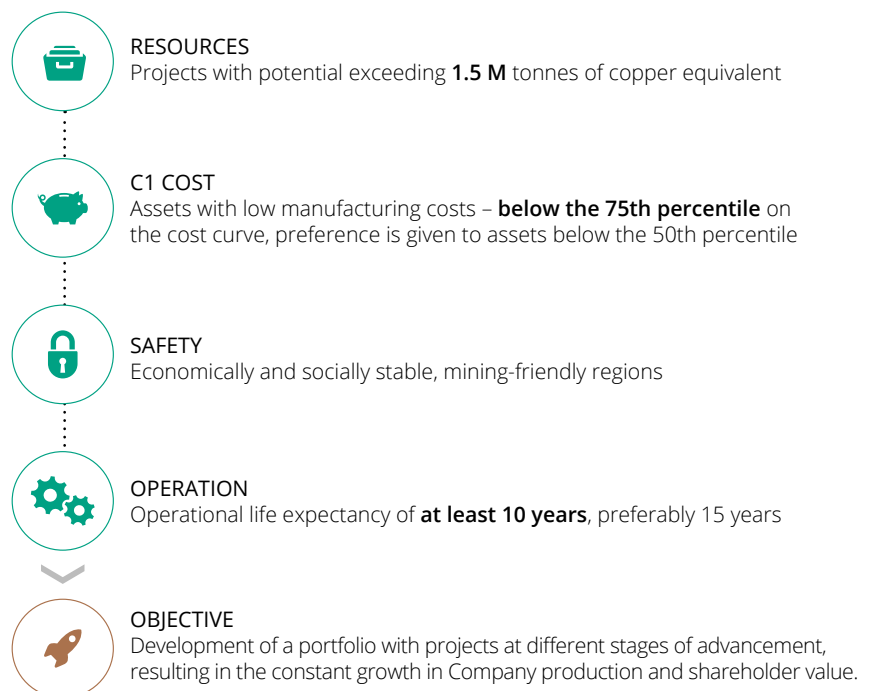 RESOURCES
Projects with potential exceeding 1.5 M tonnes of copper equivalent
C1 COST
Assets with low manufacturing costs – below the 75th percentile on
the cost curve, preference is given to assets below the 50th percentile
SAFETY
Economically and socially stable, mining-friendly regions
OPERATION
Operational life expectancy of at least 10 years, preferably 15 years
OBJECTIVE
Development of a portfolio with projects at different stages of advancement,
resulting in the constant growth in Company production and shareholder value.